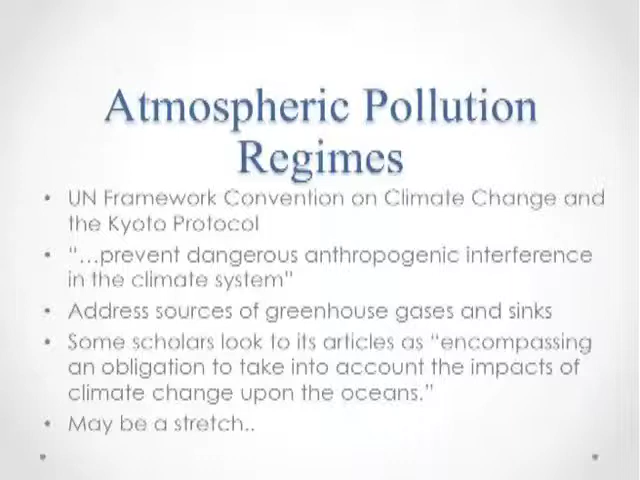 Atmospheric Pollution
Regimes
• UN Framework Convention on Climate Change and
the Kyoto Protocol
• "...prevent dangerous anthropogenic interference
in the climate system"
• Address sources of greenhouse gases and sinks
• Some scholars look to its articles as "encompassing
an obligation to take into account the impacts of
climate change upon the oceans."
• May be a stretch..